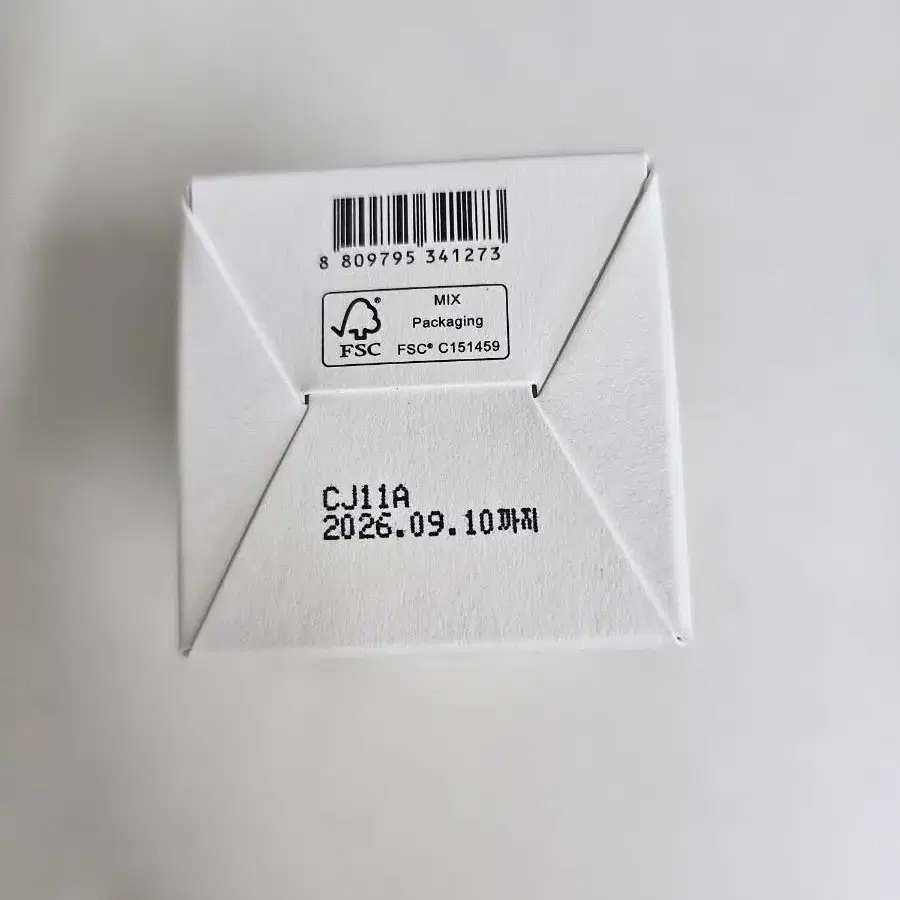 8 809795 341273
MIX
Packaging
FSC® C151459
FSC
CJ11A
2026.09.10까지